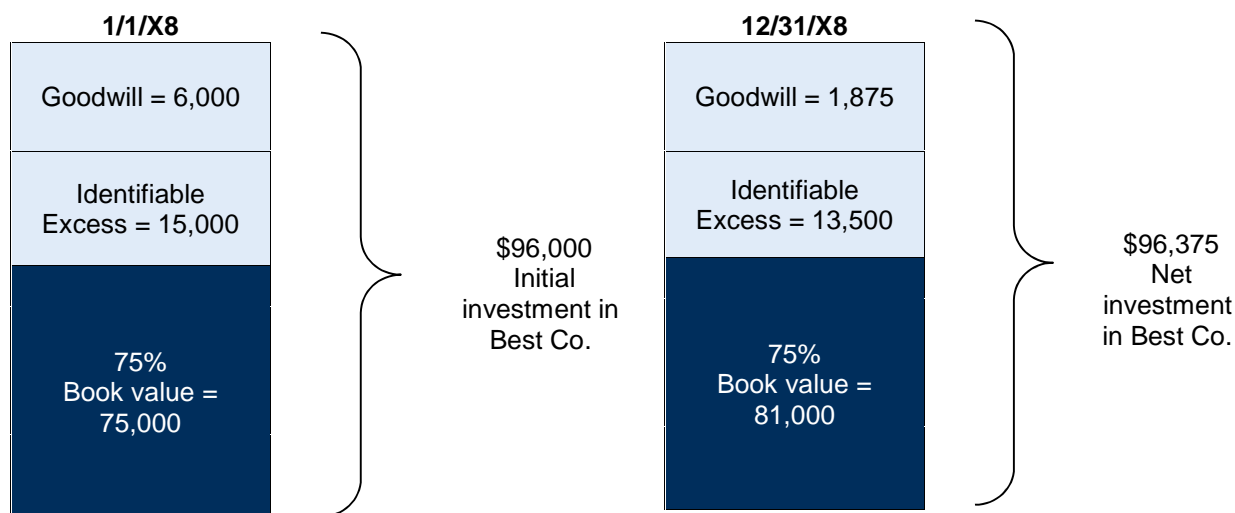 1/1/X8
Goodwill = 6,000
Identifiable
Excess = 15,000
75%
Book value =
75,000
$96,000
Initial
investment in
Best Co.
12/31/X8
Goodwill = 1,875
Identifiable
Excess = 13,500
75%
Book value =
81,000
$96,375
Net
investment
in Best Co.